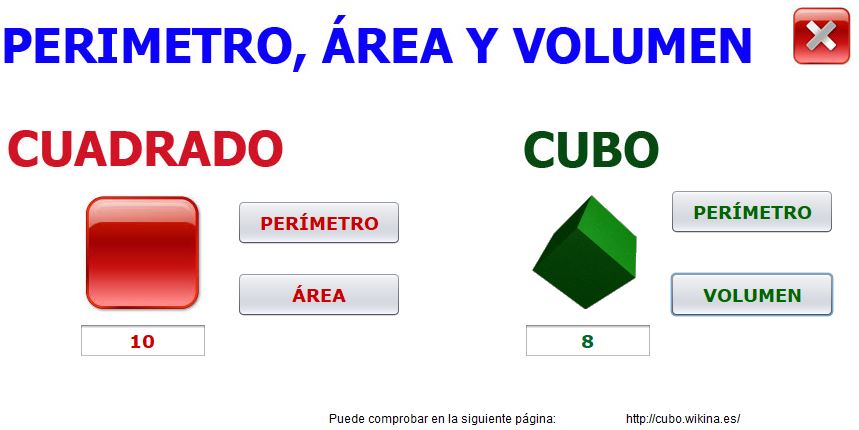 PERIMETRO, ÁREA Y VOLUMEN
CUADRADO
PERÍMETRO
ÁREA
10
CUBO
PERÍMETRO
VOLUMEN
8
Puede comprobar en la siguiente página: http://cubo.wikina.es/